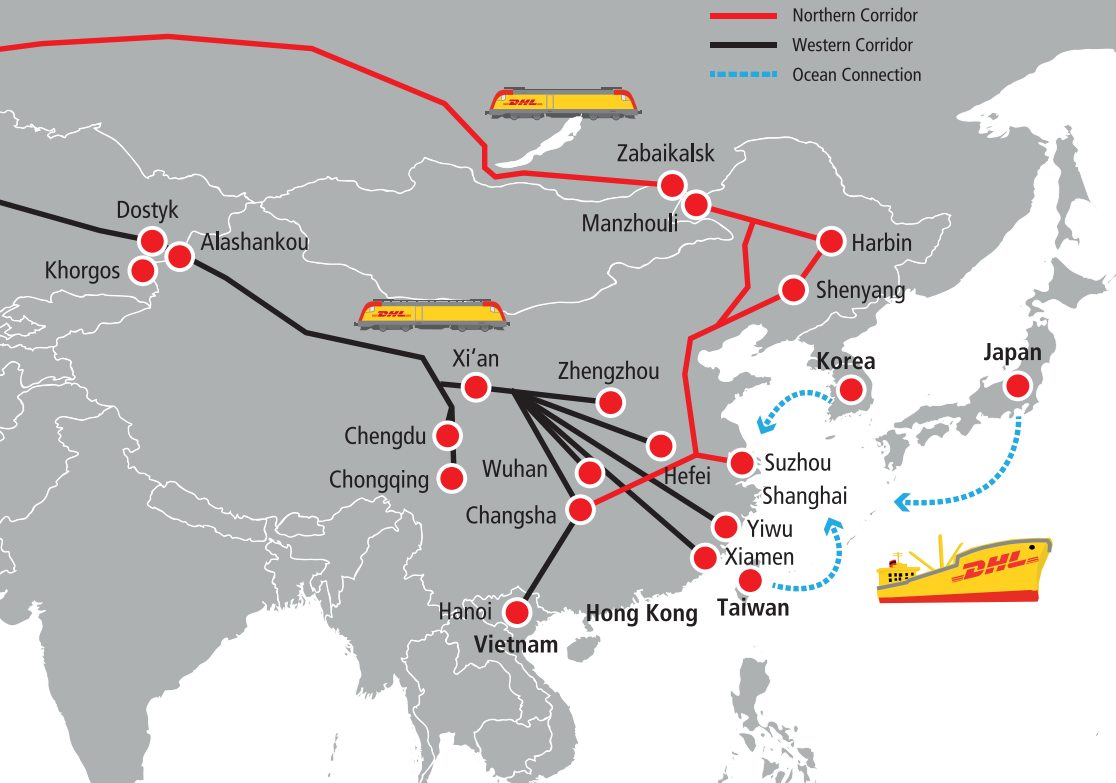 Northern Corridor
Western Corridor
Ocean Connection
DHL
Zabaikalsk
Dostyk
Manzhouli
Alashankou
Harbin
Khorgos
Shenyang
DHL
Xi'an
Zhengzhou
Korea
Japan
Chengdu
Wuhan
Suzhou
Chongqing
Hefei
Shanghai
Changsha
Yiwu
Xiamen
DHL
Hanoi
Hong Kong
Taiwan
Vietnam